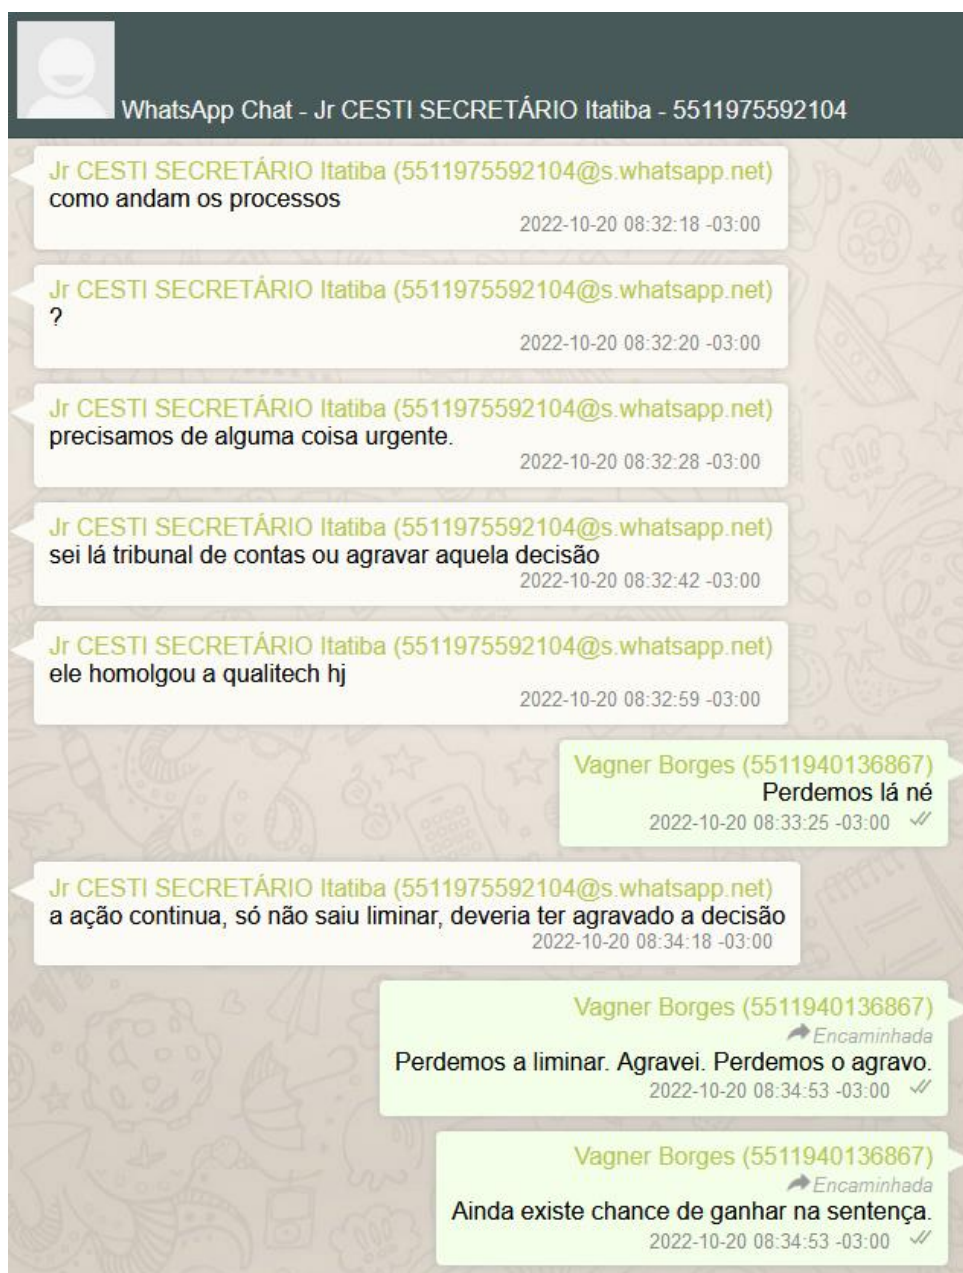 WhatsApp Chat - Jr CESTI SECRETÁRIO Itatiba - 5511975592104
Jr CESTI SECRETÁRIO Itatiba (5511975592104@s.whatsapp.net)
como andam os processos
2022-10-20 08:32:18 -03:00
Jr CESTI SECRETÁRIO Itatiba (5511975592104@s.whatsapp.net)
?
2022-10-20 08:32:20 -03:00
Jr CESTI SECRETÁRIO Itatiba (5511975592104@s.whatsapp.net)
precisamos de alguma coisa urgente.
2022-10-20 08:32:28 -03:00
Jr CESTI SECRETÁRIO Itatiba (5511975592104@s.whatsapp.net)
sei lá tribunal de contas ou agravar aquela decisão
2022-10-20 08:32:42 -03:00
Jr CESTI SECRETÁRIO Itatiba (5511975592104@s.whatsapp.net)
ele homolgou a qualitech hj
2022-10-20 08:32:59 -03:00
Vagner Borges (5511940136867)
Perdemos lá né
2022-10-20 08:33:25 -03:00
Jr CESTI SECRETÁRIO Itatiba (5511975592104@s.whatsapp.net)
a ação continua, só não saiu liminar, deveria ter agravado a decisão
2022-10-20 08:34:18 -03:00
Vagner Borges (5511940136867)
Encaminhada
Perdemos a liminar. Agravei. Perdemos o agravo.
2022-10-20 08:34:53 -03:00
Vagner Borges (5511940136867)
Encaminhada
Ainda existe chance de ganhar na sentença.
2022-10-20 08:34:53 -03:00